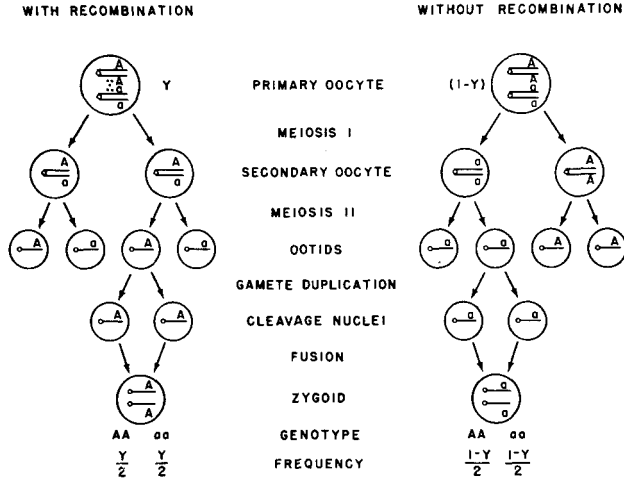 WITH RECOMBINATION
WITHOUT RECOMBINATION
A
A
a
a
Y
PRIMARY OOCYTE
(1-Y)
A
A
a
a
MEIOSIS I
A
a
A
a
SECONDARY OOCYTE
a
a
A
A
MEIOSIS II
A
a
A
a
OOTIDS
a
a
A
A
GAMETE DUPLICATION
A
A
CLEAVAGE NUCLEI
a
a
FUSION
A
A
ZYGOID
a
a
AA aa
GENOTYPE
AA aa
Y/2 Y/2
FREQUENCY
1-Y/2 1-Y/2